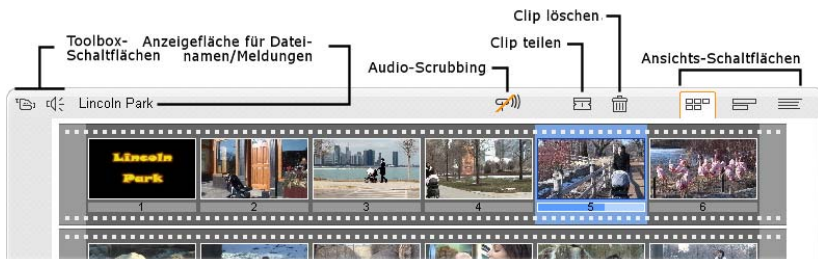 Clip löschen
Toolbox-
Schaltflächen
Anzeigefläche für Datei-
namen/Meldungen
Clip teilen
Audio-Scrubbing
Ansichts-Schaltflächen
Lincoln Park
Lincoln
Park
1 2 3 4 5 6